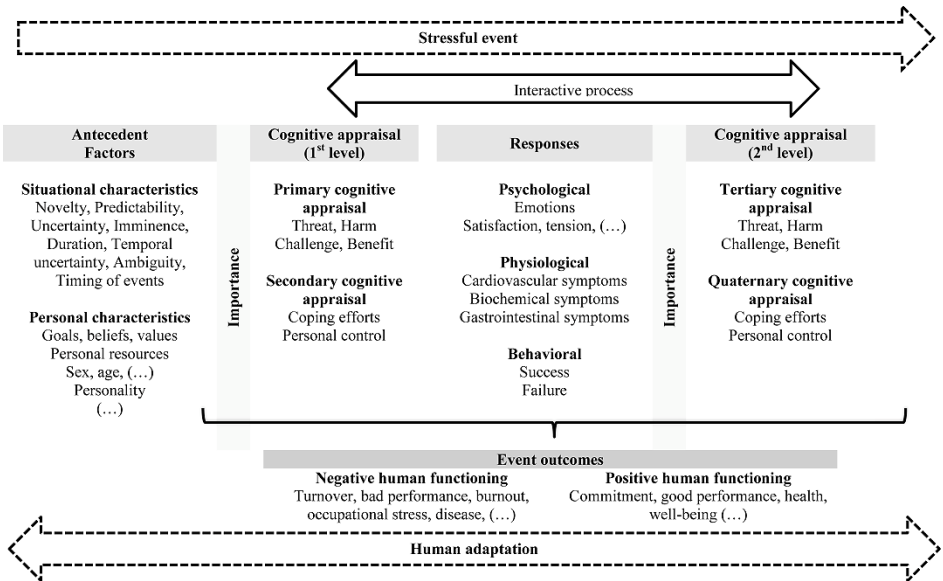 Stressful event
Interactive process
Antecedent
Factors
Situational characteristics
Novelty, Predictability,
Uncertainty, Imminence,
Duration, Temporal
uncertainty, Ambiguity,
Timing of events
Personal characteristics
Goals, beliefs, values
Personal resources
Sex, age, (…)
Personality
(…)
Importance
Cognitive appraisal
(1st level)
Primary cognitive
appraisal
Threat, Harm
Challenge, Benefit
Secondary cognitive
appraisal
Coping efforts
Personal control
Responses
Psychological
Emotions
Satisfaction, tension, (…)
Physiological
Cardiovascular symptoms
Biochemical symptoms
Gastrointestinal symptoms
Behavioral
Success
Failure
Importance
Cognitive appraisal
(2nd level)
Tertiary cognitive
appraisal
Threat, Harm
Challenge, Benefit
Quaternary cognitive
appraisal
Coping efforts
Personal control
Event outcomes
Negative human functioning
Turnover, bad performance, burnout,
occupational stress, disease, (…)
Positive human functioning
Commitment, good performance, health,
well-being (…)
Human adaptation